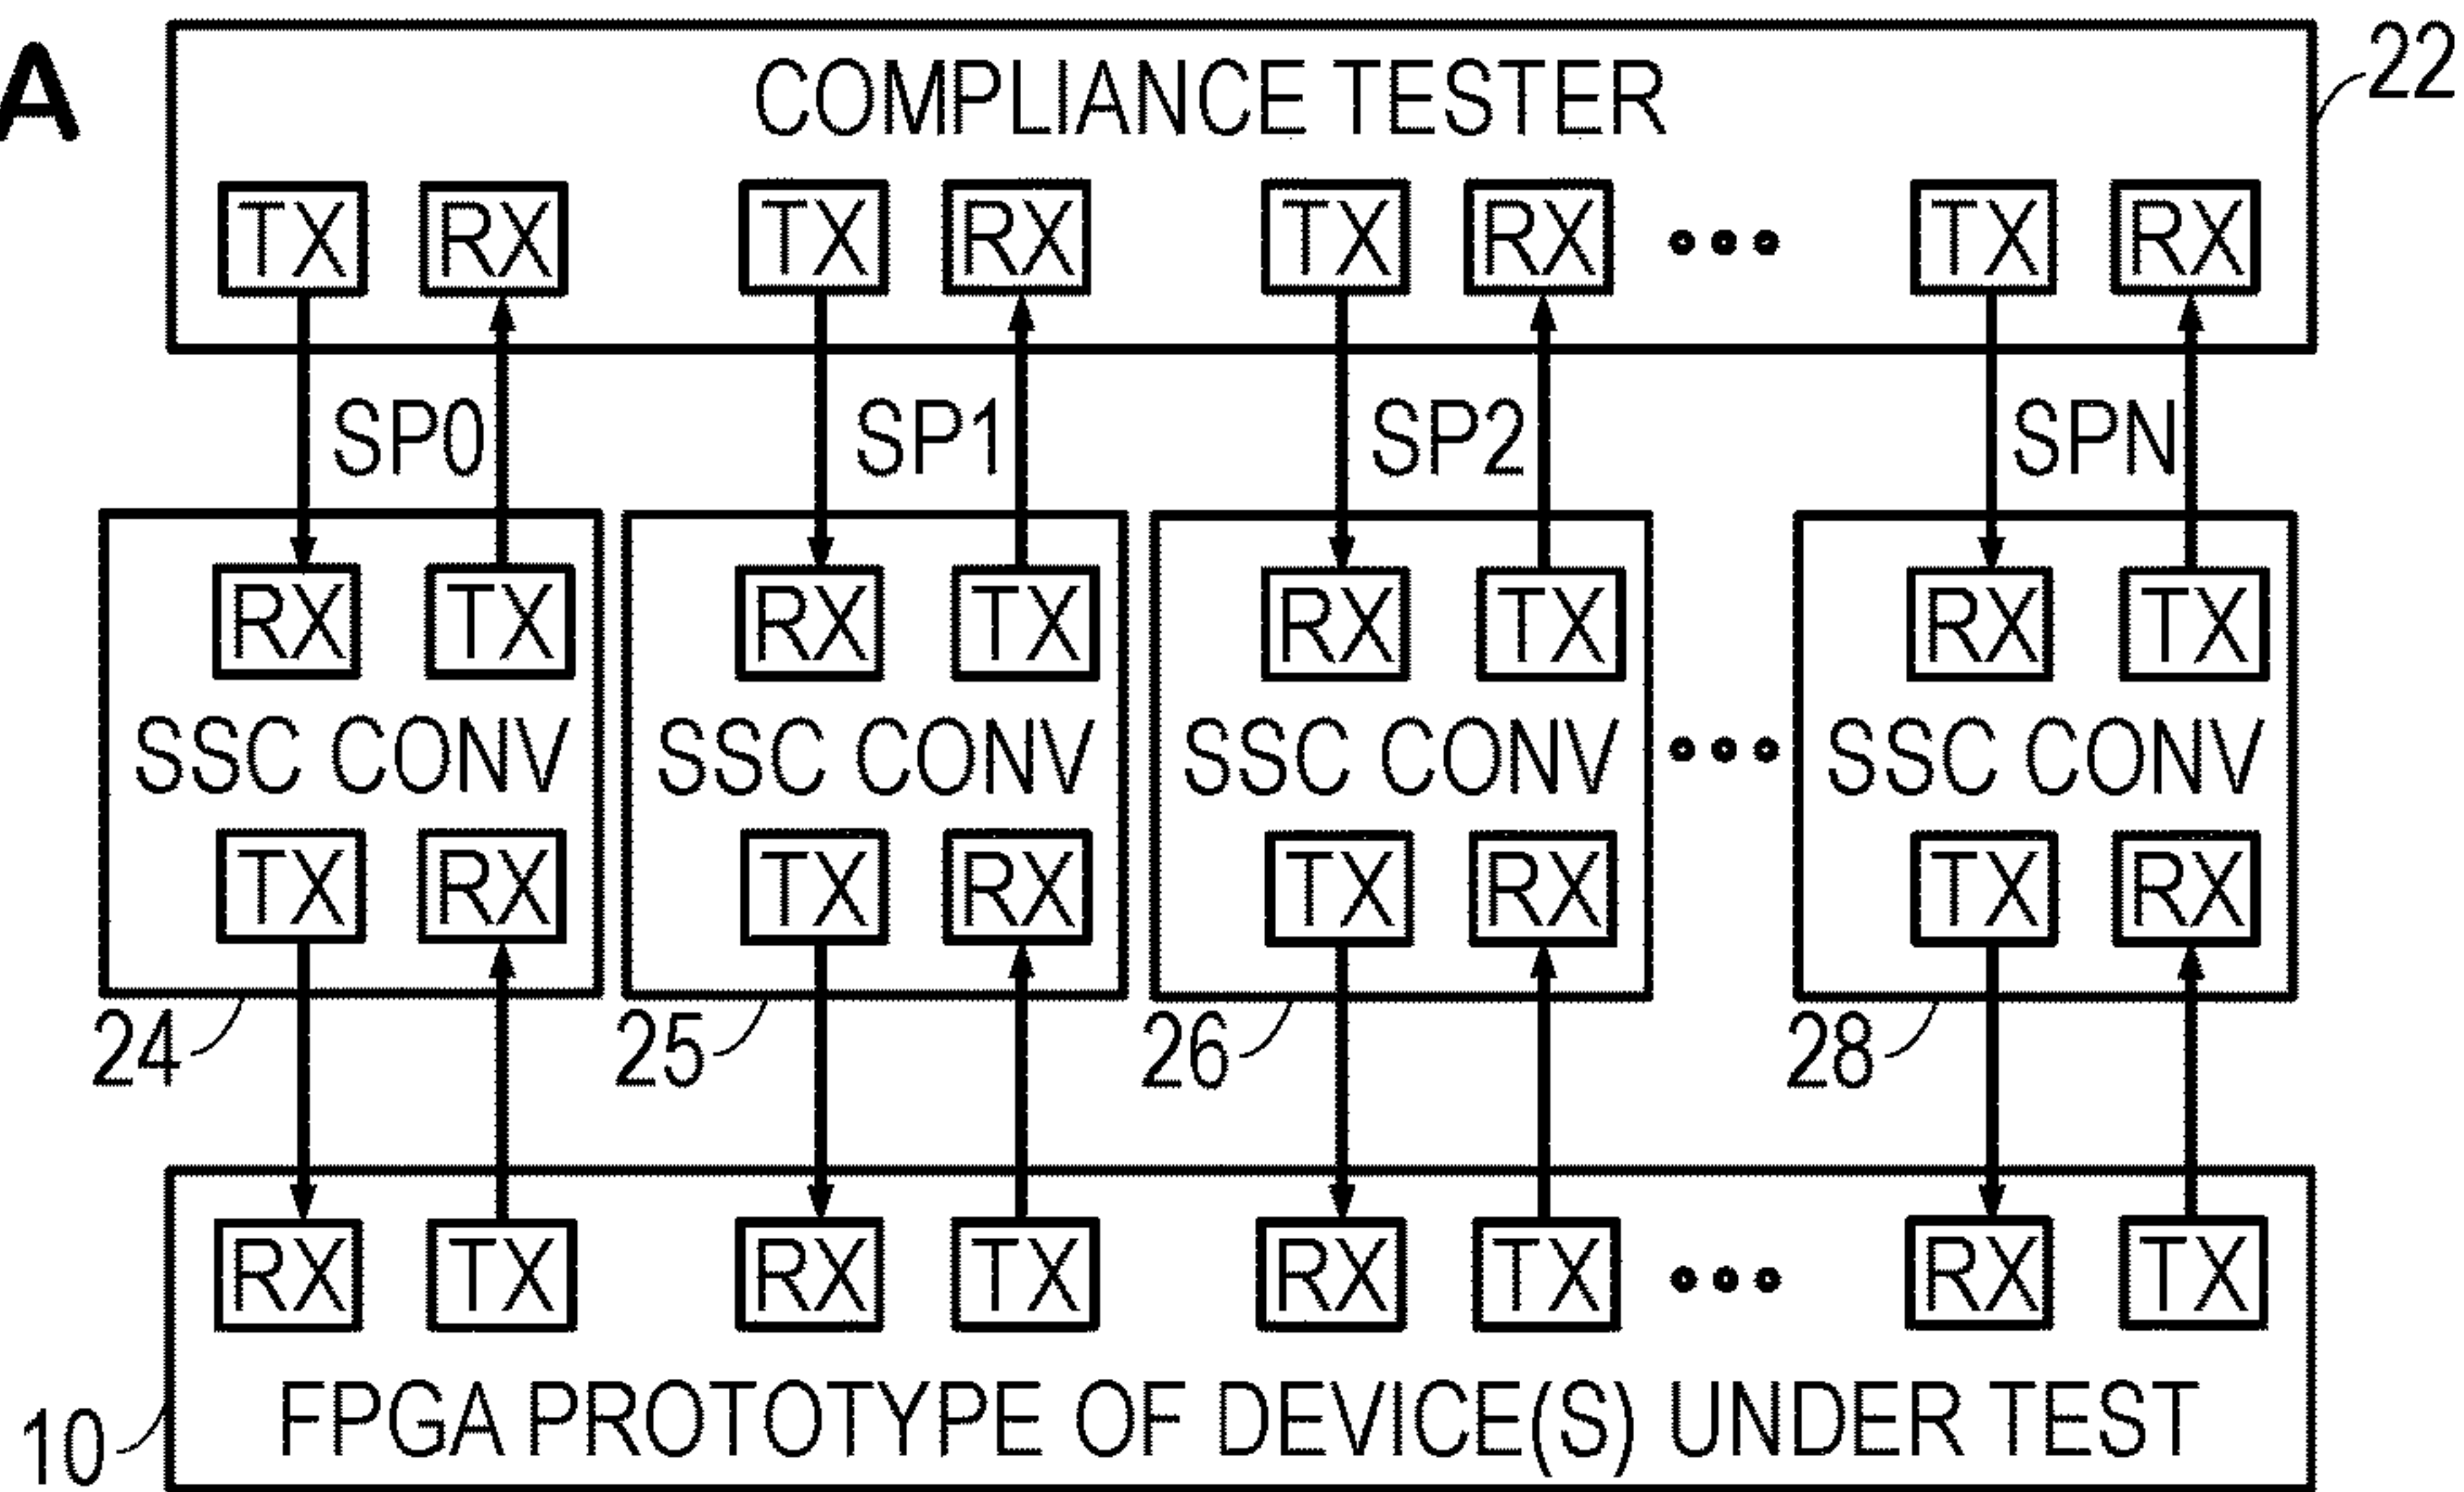 A
COMPLIANCE TESTER
22
TX RX TX RX TX RX TX RX
SP0 SP1 SP2 SPN
RX TX RX TX RX TX RX TX
SSC CONV SSC CONV SSC CONV SSC CONV
TX RX TX RX TX RX TX RX
24 25 26 28
RX TX RX TX RX TX RX TX
FPGA PROTOTYPE OF DEVICE(S) UNDER TEST
10